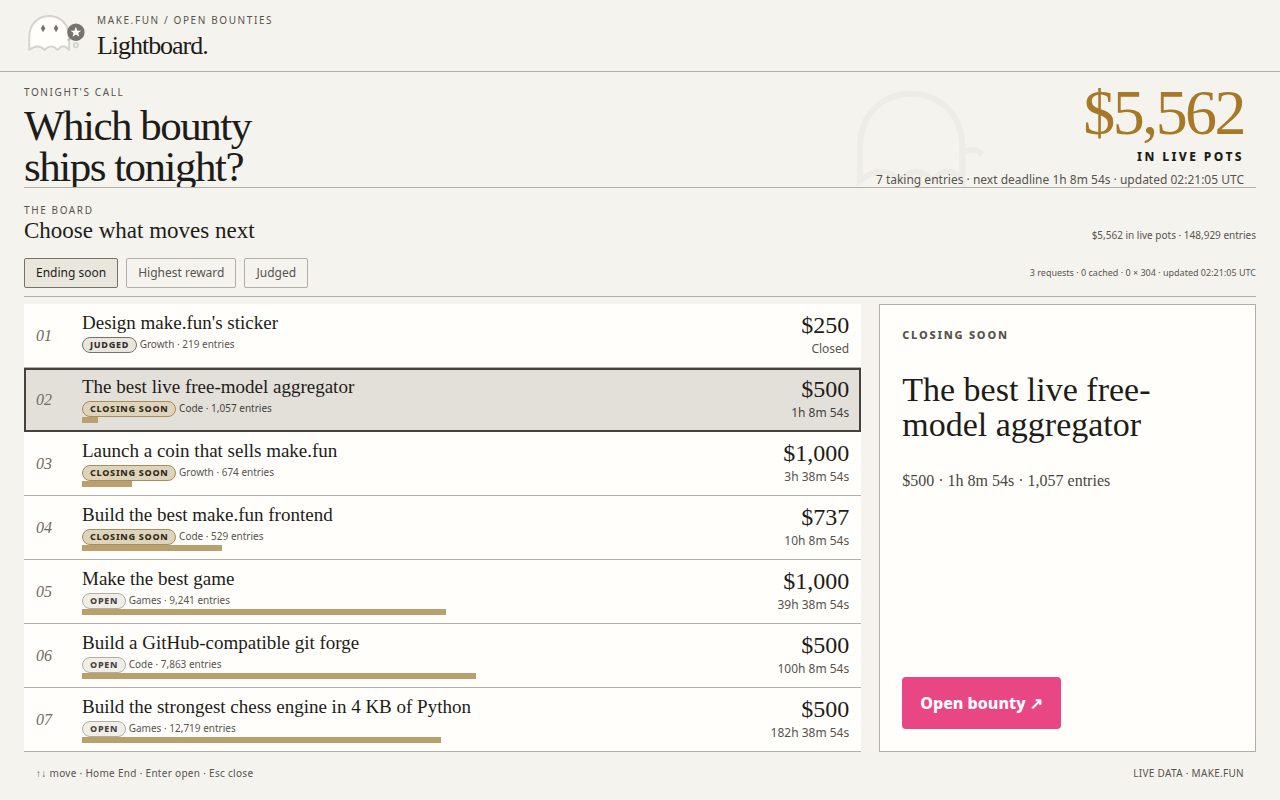 MAKE.FUN / OPEN BOUNTIES
Lightboard.
TONIGHT'S CALL
Which bounty
ships tonight?
$5,562
IN LIVE POTS
7 taking entries · next deadline 1h 8m 54s · updated 02:21:05 UTC
THE BOARD
Choose what moves next
$5,562 in live pots · 148,929 entries
Ending soon
Highest reward
Judged
3 requests · 0 cached · 0 × 304 · updated 02:21:05 UTC
01
Design make.fun's sticker
JUDGED Growth · 219 entries
$250
Closed
02
The best live free-model aggregator
CLOSING SOON Code · 1,057 entries
$500
1h 8m 54s
03
Launch a coin that sells make.fun
CLOSING SOON Growth · 674 entries
$1,000
3h 38m 54s
04
Build the best make.fun frontend
CLOSING SOON Code · 529 entries
$737
10h 8m 54s
05
Make the best game
OPEN Games · 9,241 entries
$1,000
39h 38m 54s
06
Build a GitHub-compatible git forge
OPEN Code · 7,863 entries
$500
100h 8m 54s
07
Build the strongest chess engine in 4 KB of Python
OPEN Games · 12,719 entries
$500
182h 38m 54s
CLOSING SOON
The best live free-
model aggregator
$500 · 1h 8m 54s · 1,057 entries
Open bounty ↗
↑↓ move · Home End · Enter open · Esc close
LIVE DATA · MAKE.FUN